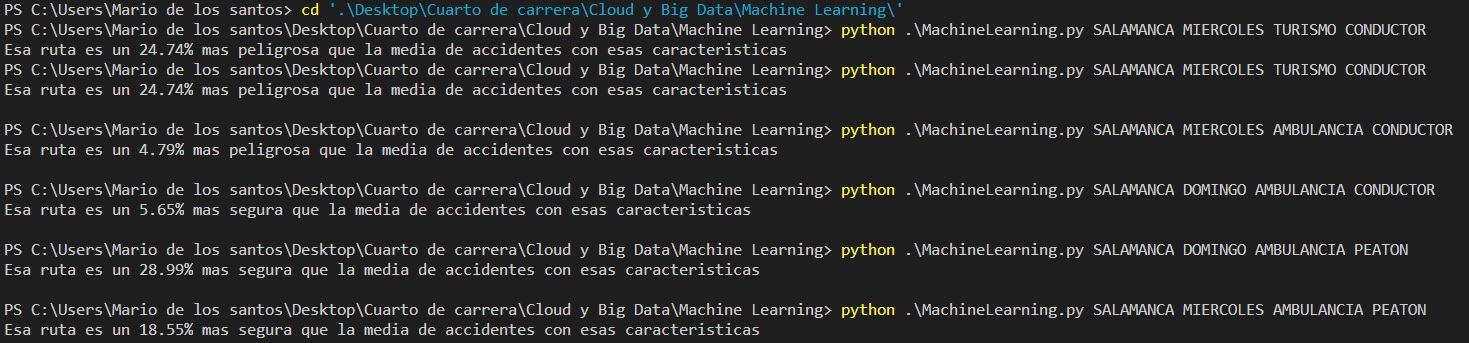 PS C:\Users\Mario de los santos> cd '.\Desktop\Cuarto de carrera\Cloud y Big Data\Machine Learning\'
PS C:\Users\Mario de los santos\Desktop\Cuarto de carrera\Cloud y Big Data\Machine Learning> python .\MachineLearning.py SALAMANCA MIERCOLES TURISMO CONDUCTOR
Esa ruta es un 24.74% mas peligrosa que la media de accidentes con esas caracteristicas
PS C:\Users\Mario de los santos\Desktop\Cuarto de carrera\Cloud y Big Data\Machine Learning> python .\MachineLearning.py SALAMANCA MIERCOLES TURISMO CONDUCTOR
Esa ruta es un 24.74% mas peligrosa que la media de accidentes con esas caracteristicas
PS C:\Users\Mario de los santos\Desktop\Cuarto de carrera\Cloud y Big Data\Machine Learning> python .\MachineLearning.py SALAMANCA MIERCOLES AMBULANCIA CONDUCTOR
Esa ruta es un 4.79% mas peligrosa que la media de accidentes con esas caracteristicas
PS C:\Users\Mario de los santos\Desktop\Cuarto de carrera\Cloud y Big Data\Machine Learning> python .\MachineLearning.py SALAMANCA DOMINGO AMBULANCIA CONDUCTOR
Esa ruta es un 5.65% mas segura que la media de accidentes con esas caracteristicas
PS C:\Users\Mario de los santos\Desktop\Cuarto de carrera\Cloud y Big Data\Machine Learning> python .\MachineLearning.py SALAMANCA DOMINGO AMBULANCIA PEATON
Esa ruta es un 28.99% mas segura que la media de accidentes con esas caracteristicas
PS C:\Users\Mario de los santos\Desktop\Cuarto de carrera\Cloud y Big Data\Machine Learning> python .\MachineLearning.py SALAMANCA MIERCOLES AMBULANCIA PEATON
Esa ruta es un 18.55% mas segura que la media de accidentes con esas caracteristicas